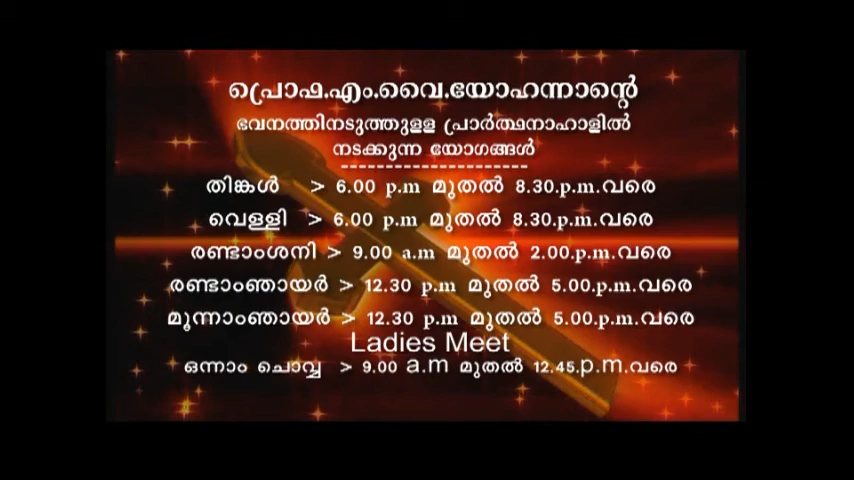 പ്രൊഫ.എം.വൈ.യോഹന്നാന്റെ
ഭവനത്തിനടുത്തുളള പ്രാർത്ഥനാഹാളിൽ
നടക്കുന്ന യോഗങ്ങൾ
---------------------
തിങ്കൾ > 6.00 p.m മുതൽ 8.30.p.m.വരെ
വെള്ളി > 6.00 p.m മുതൽ 8.30.p.m.വരെ
രണ്ടാംശനി > 9.00 a.m മുതൽ 2.00.p.m.വരെ
രണ്ടാംഞായർ > 12.30 p.m മുതൽ 5.00.p.m.വരെ
മൂന്നാംഞായർ > 12.30 p.m മുതൽ 5.00.p.m.വരെ
Ladies Meet
ഒന്നാം ചൊവ്വ > 9.00 a.m മുതൽ 12.45.p.m.വരെ